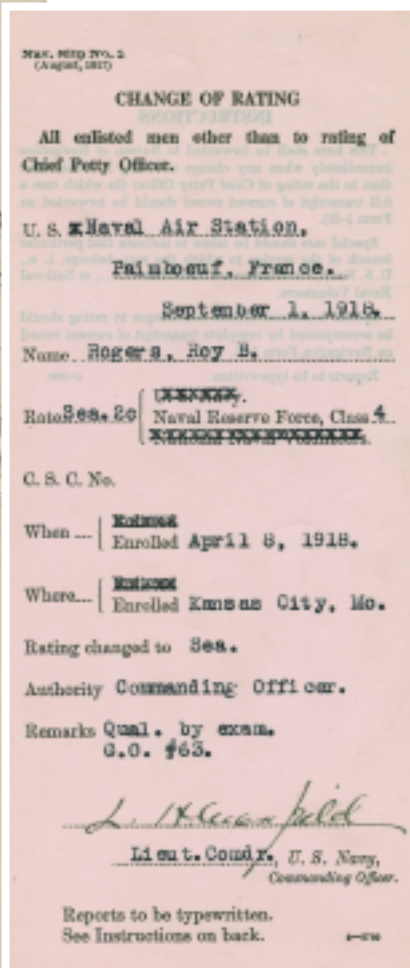 Nav. Med No. 2
(August, 1917)
CHANGE OF RATING
All enlisted men other than to rating of
Chief Petty Officer.
U. S. Naval Air Station,
Paimboeuf, France.
September 1, 1918.
Name Rogers, Roy B.
Rate Sea. 2c Naval Reserve Force, Class 4
C. S. C. No.
When Enrolled April 8, 1918.
Where Enrolled Kansas City, Mo.
Rating changed to Sea.
Authority Commanding Officer.
Remarks Qual. by exam.
G.O. #63.
Lieut. Comdr., U. S. Navy,
Commanding Officer.
Reports to be typewritten.
See Instructions on back.